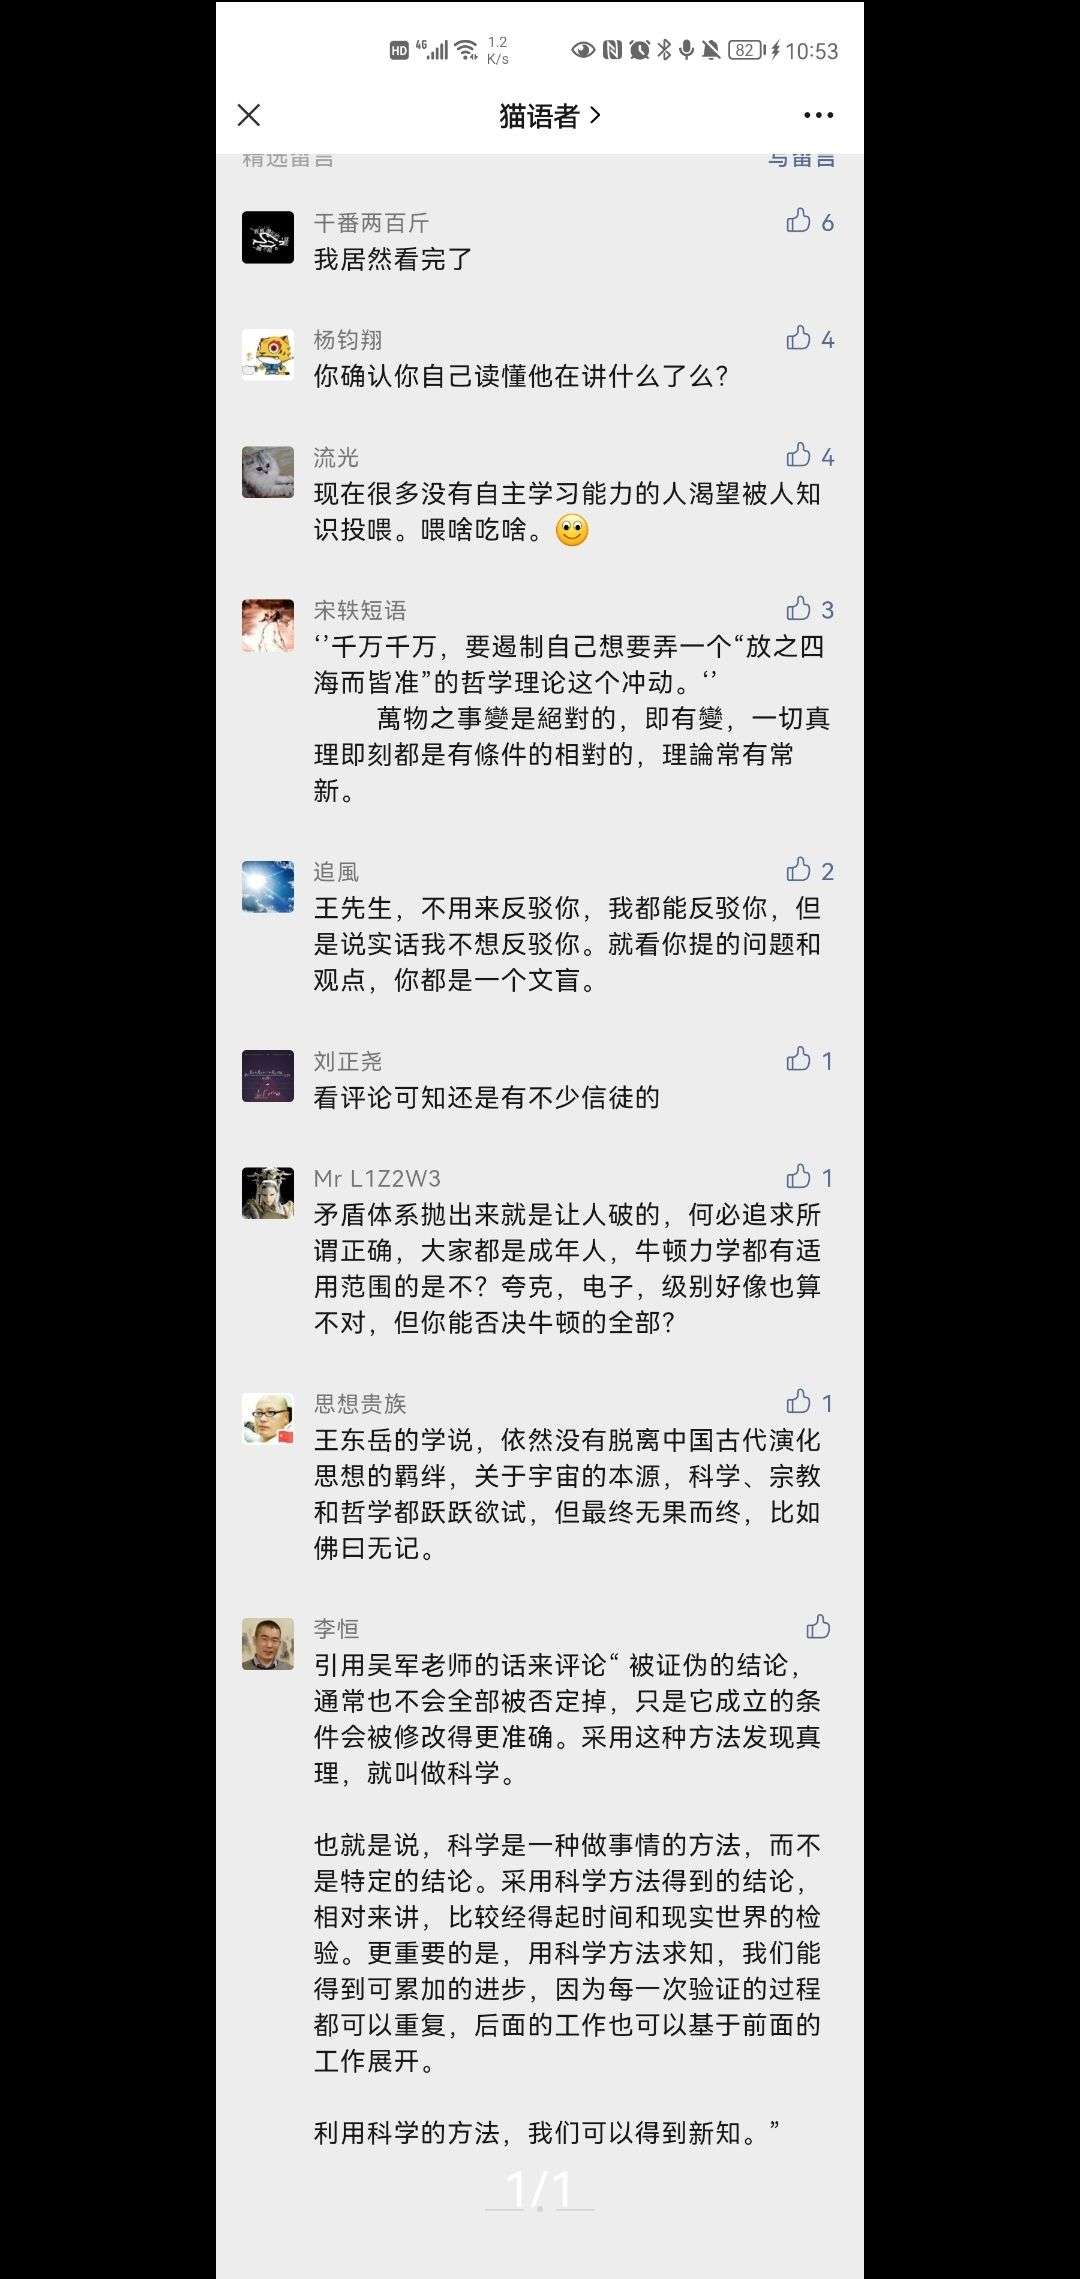 HD 4G 1.2 K/s 82 10:53
猫语者
精选留言 写留言
干番两百斤 6
我居然看完了
杨钧翔 4
你确认你自己读懂他在讲什么了么？
流光 4
现在很多没有自主学习能力的人渴望被人知
识投喂。喂啥吃啥。
宋轶短语 3
‘’千万千万，要遏制自己想要弄一个“放之四
海而皆准”的哲学理论这个冲动。‘’
萬物之事變是絕對的，即有變，一切真
理即刻都是有條件的相對的，理論常有常
新。
追風 2
王先生，不用来反驳你，我都能反驳你，但
是说实话我不想反驳你。就看你提的问题和
观点，你都是一个文盲。
刘正尧 1
看评论可知还是有不少信徒的
Mr L1Z2W3 1
矛盾体系抛出来就是让人破的，何必追求所
谓正确，大家都是成年人，牛顿力学都有适
用范围的是不？夸克，电子，级别好像也算
不对，但你能否决牛顿的全部？
思想贵族 1
王东岳的学说，依然没有脱离中国古代演化
思想的羁绊，关于宇宙的本源，科学、宗教
和哲学都跃跃欲试，但最终无果而终，比如
佛曰无记。
李恒
引用吴军老师的话来评论“ 被证伪的结论，
通常也不会全部被否定掉，只是它成立的条
件会被修改得更准确。采用这种方法发现真
理，就叫做科学。
也就是说，科学是一种做事情的方法，而不
是特定的结论。采用科学方法得到的结论，
相对来讲，比较经得起时间和现实世界的检
验。更重要的是，用科学方法求知，我们能
得到可累加的进步，因为每一次验证的过程
都可以重复，后面的工作也可以基于前面的
工作展开。
利用科学的方法，我们可以得到新知。”
1/1